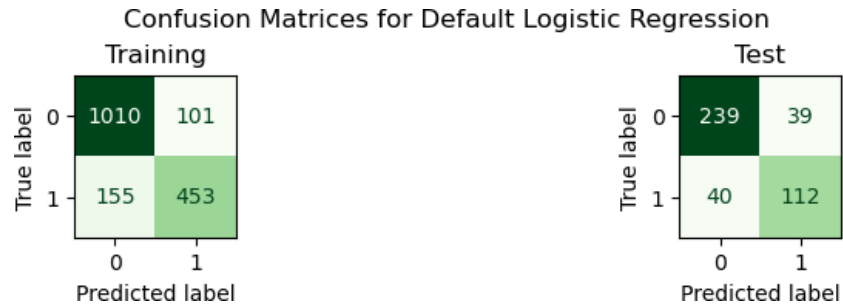 Confusion Matrices for Default Logistic Regression
Training
True label
0
1010 101
1
155 453
0 1
Predicted label
Test
True label
0
239 39
1
40 112
0 1
Predicted label